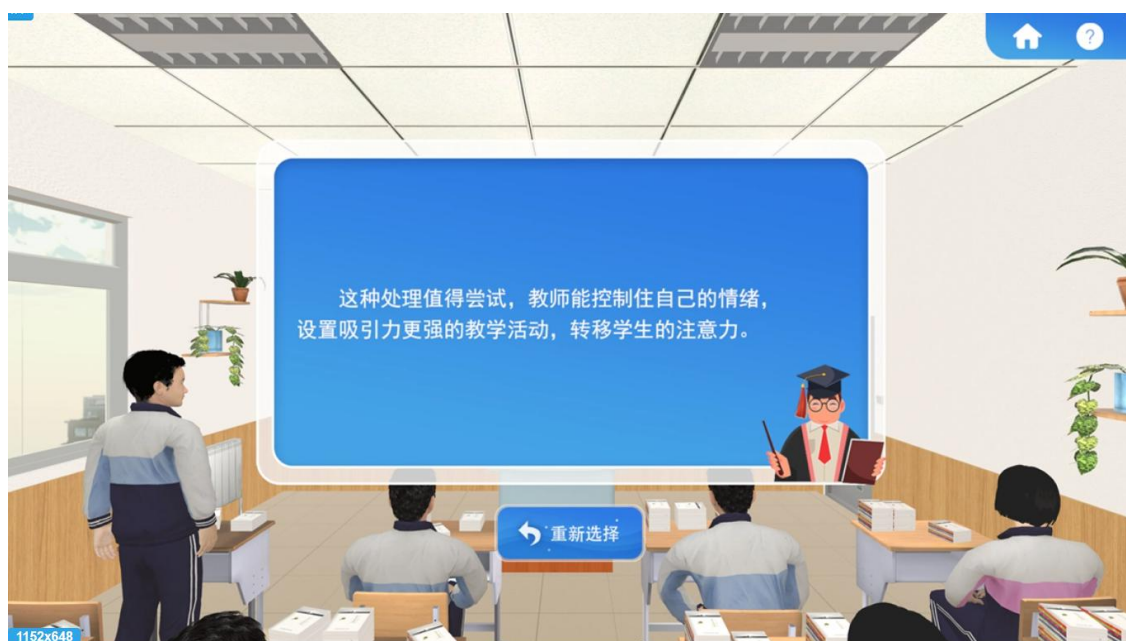 ?
这种处理值得尝试，教师能控制住自己的情绪，
设置吸引力更强的教学活动，转移学生的注意力。
重新选择
1152x648